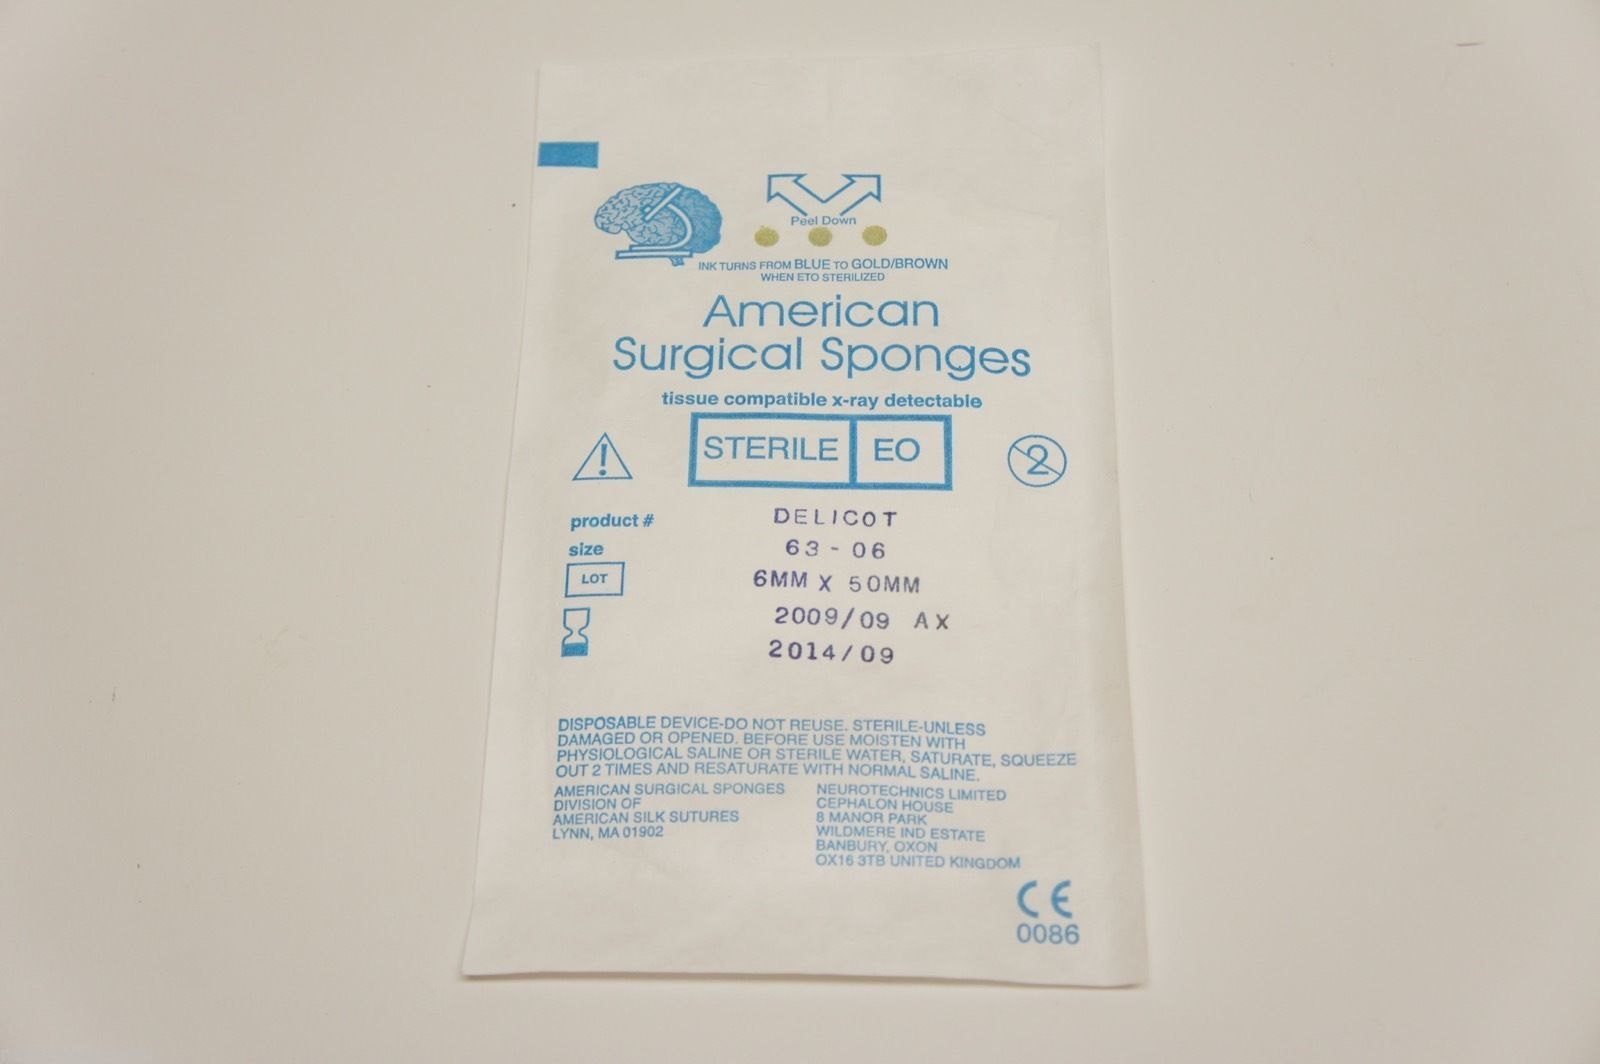 Peel Down
INK TURNS FROM BLUE TO GOLD/BROWN
WHEN ETO STERILIZED
American
Surgical Sponges
tissue compatible x-ray detectable
STERILE EO
2
product # DELICOT
size 63-06
LOT 6MM X 50MM
2009/09 AX
2014/09
DISPOSABLE DEVICE-DO NOT REUSE. STERILE-UNLESS
DAMAGED OR OPENED. BEFORE USE MOISTEN WITH
PHYSIOLOGICAL SALINE OR STERILE WATER, SATURATE, SQUEEZE
OUT 2 TIMES AND RESATURATE WITH NORMAL SALINE.
AMERICAN SURGICAL SPONGES
DIVISION OF
AMERICAN SILK SUTURES
LYNN, MA 01902
NEUROTECHNICS LIMITED
CEPHALON HOUSE
8 MANOR PARK
WILDMERE IND ESTATE
BANBURY, OXON
OX16 3TB UNITED KINGDOM
CE
0086